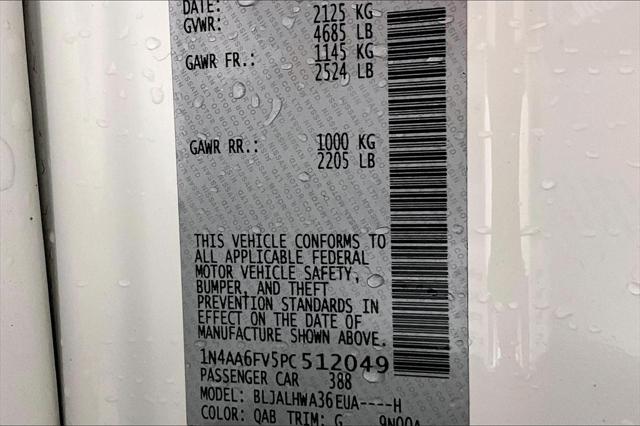 DATE:
GVWR: 2125 KG
4685 LB
GAWR FR.: 1145 KG
2524 LB
GAWR RR.: 1000 KG
2205 LB
THIS VEHICLE CONFORMS TO
ALL APPLICABLE FEDERAL
MOTOR VEHICLE SAFETY,
BUMPER, AND THEFT
PREVENTION STANDARDS IN
EFFECT ON THE DATE OF
MANUFACTURE SHOWN ABOVE.
1N4AA6FV5PC512049
PASSENGER CAR 388
MODEL: BLJALHWA36EUA----H
COLOR: QAB TRIM: G